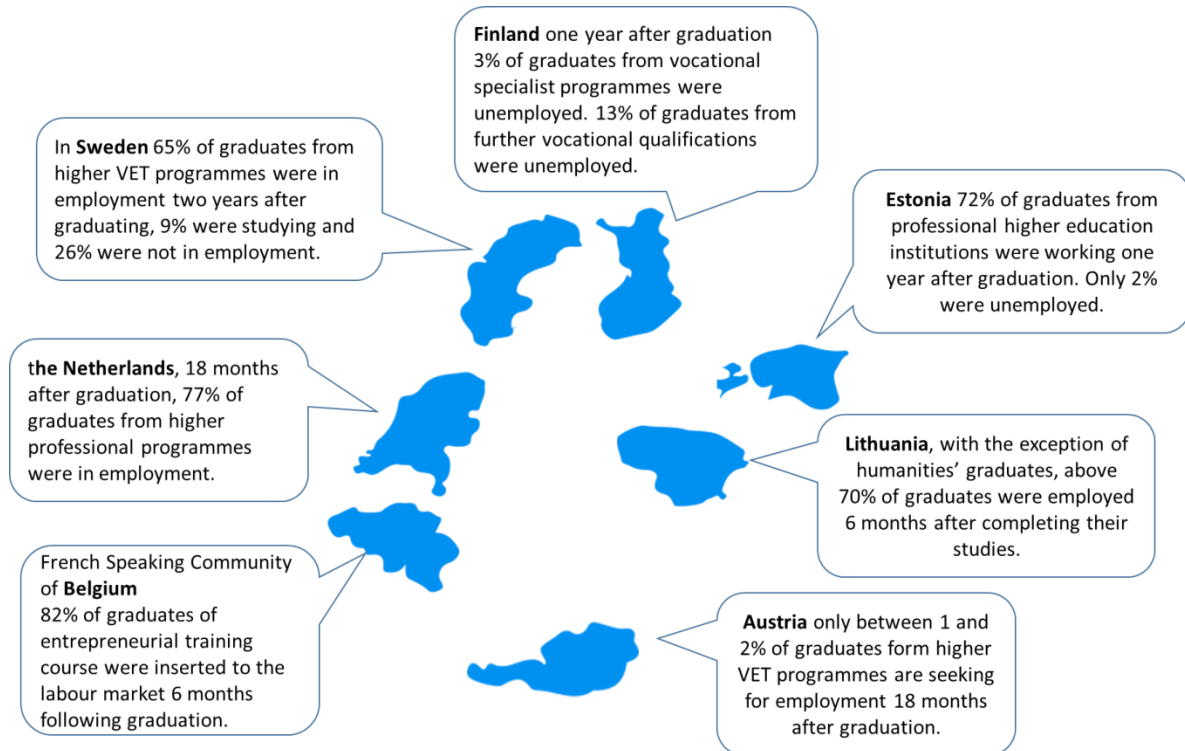 Finland one year after graduation
3% of graduates from vocational
specialist programmes were
unemployed. 13% of graduates from
further vocational qualifications
were unemployed.
In Sweden 65% of graduates from
higher VET programmes were in
employment two years after
graduating, 9% were studying and
26% were not in employment.
Estonia 72% of graduates from
professional higher education
institutions were working one
year after graduation. Only 2%
were unemployed.
the Netherlands, 18 months
after graduation, 77% of
graduates from higher
professional programmes
were in employment.
Lithuania, with the exception of
humanities’ graduates, above
70% of graduates were employed
6 months after completing their
studies.
French Speaking Community
of Belgium
82% of graduates of
entrepreneurial training
course were inserted to the
labour market 6 months
following graduation.
Austria only between 1 and
2% of graduates form higher
VET programmes are seeking
for employment 18 months
after graduation.